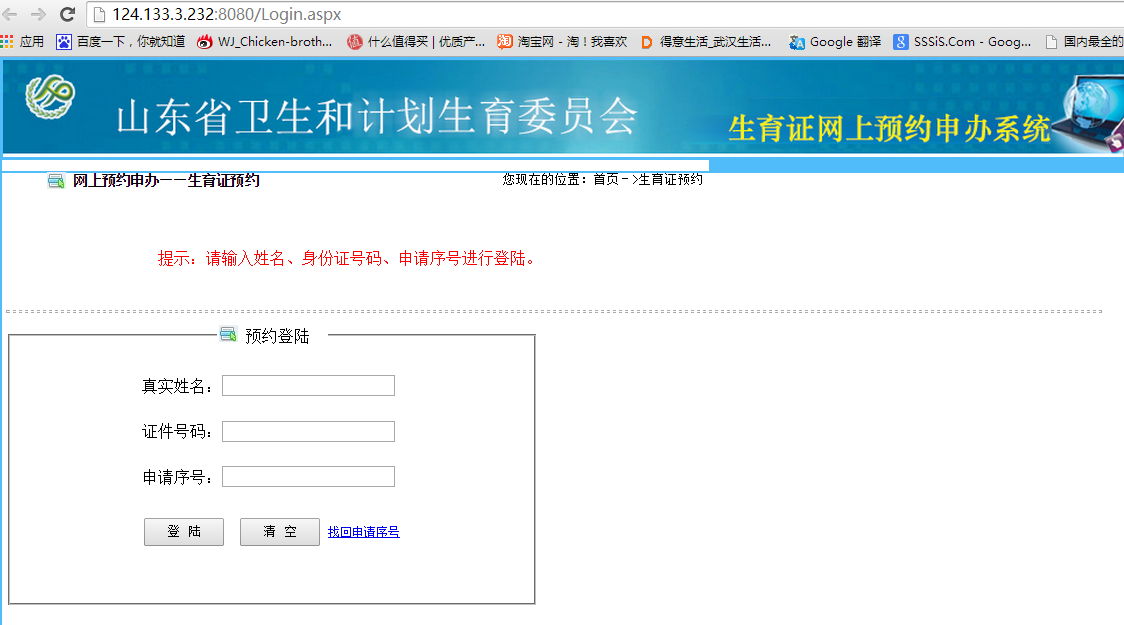 124.133.3.232:8080/Login.aspx
应用 百度一下，你就知道 WJ_Chicken-broth... 什么值得买 | 优质产... 淘宝网 - 淘！我喜欢 得意生活_武汉生活... Google 翻译 SSSiS.Com - Goog... 国内最全的
山东省卫生和计划生育委员会
生育证网上预约申办系统
网上预约申办——生育证预约 您现在的位置：首页->生育证预约
提示：请输入姓名、身份证号码、申请序号进行登陆。
预约登陆
真实姓名：
证件号码：
申请序号：
登 陆 清 空 找回申请序号